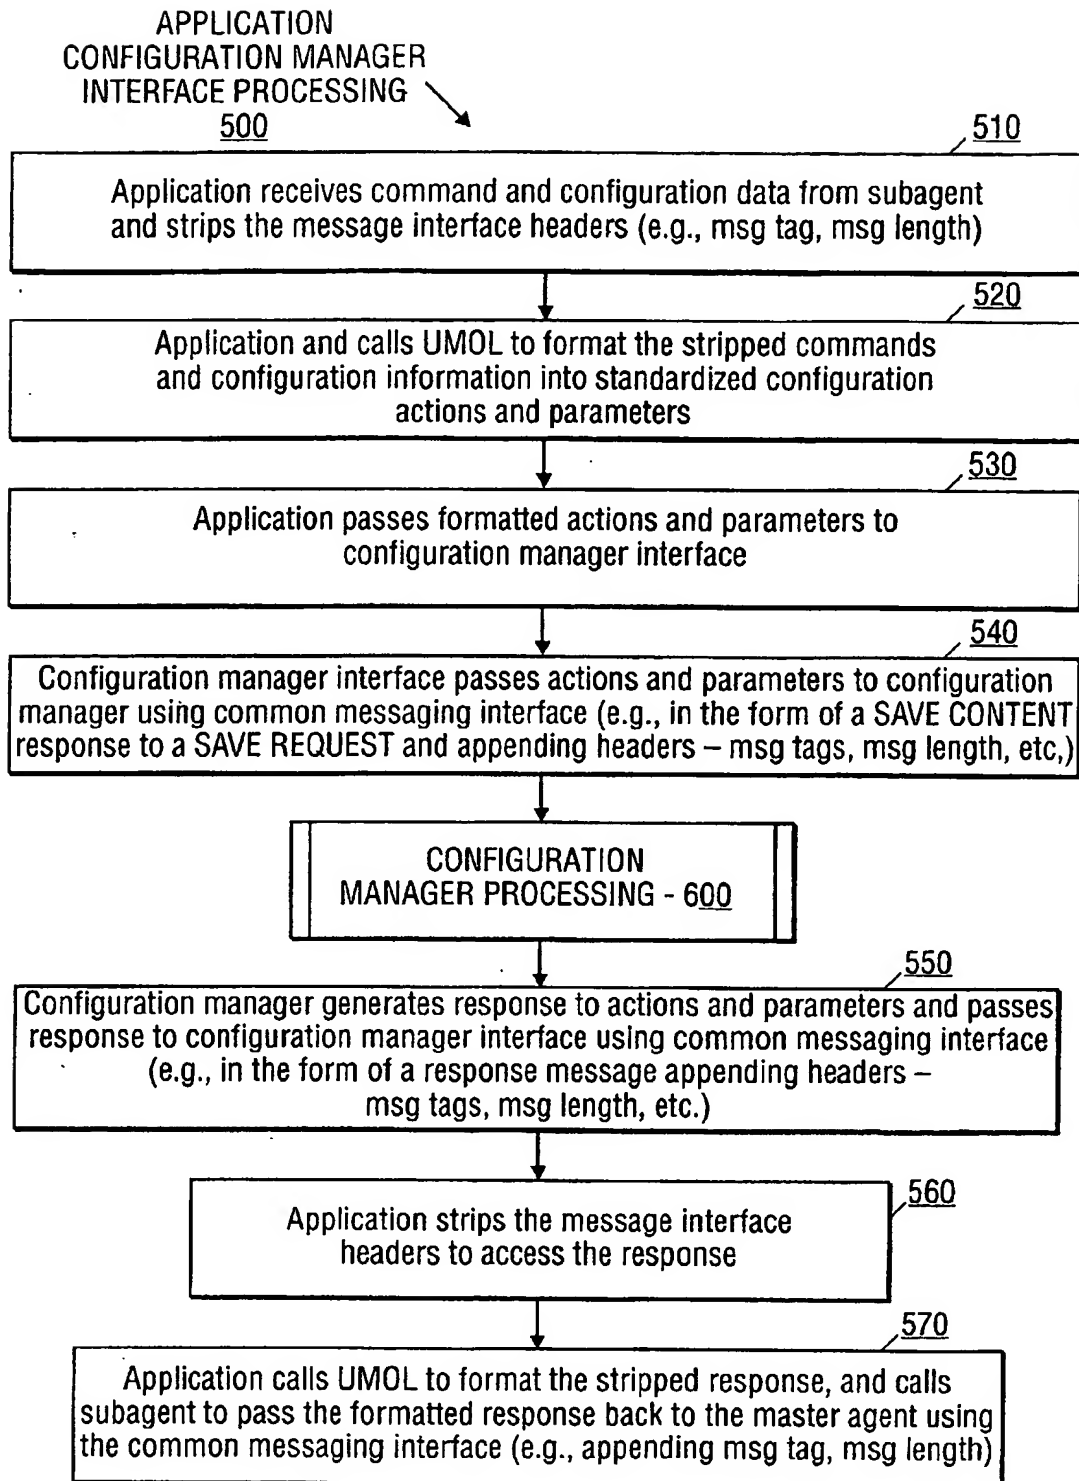 APPLICATION
CONFIGURATION MANAGER
INTERFACE PROCESSING
500
510
Application receives command and configuration data from subagent
and strips the message interface headers (e.g., msg tag, msg length)
520
Application and calls UMOL to format the stripped commands
and configuration information into standardized configuration
actions and parameters
530
Application passes formatted actions and parameters to
configuration manager interface
540
Configuration manager interface passes actions and parameters to configuration
manager using common messaging interface (e.g., in the form of a SAVE CONTENT
response to a SAVE REQUEST and appending headers – msg tags, msg length, etc,)
CONFIGURATION
MANAGER PROCESSING - 600
550
Configuration manager generates response to actions and parameters and passes
response to configuration manager interface using common messaging interface
(e.g., in the form of a response message appending headers –
msg tags, msg length, etc.)
560
Application strips the message interface
headers to access the response
570
Application calls UMOL to format the stripped response, and calls
subagent to pass the formatted response back to the master agent using
the common messaging interface (e.g., appending msg tag, msg length)